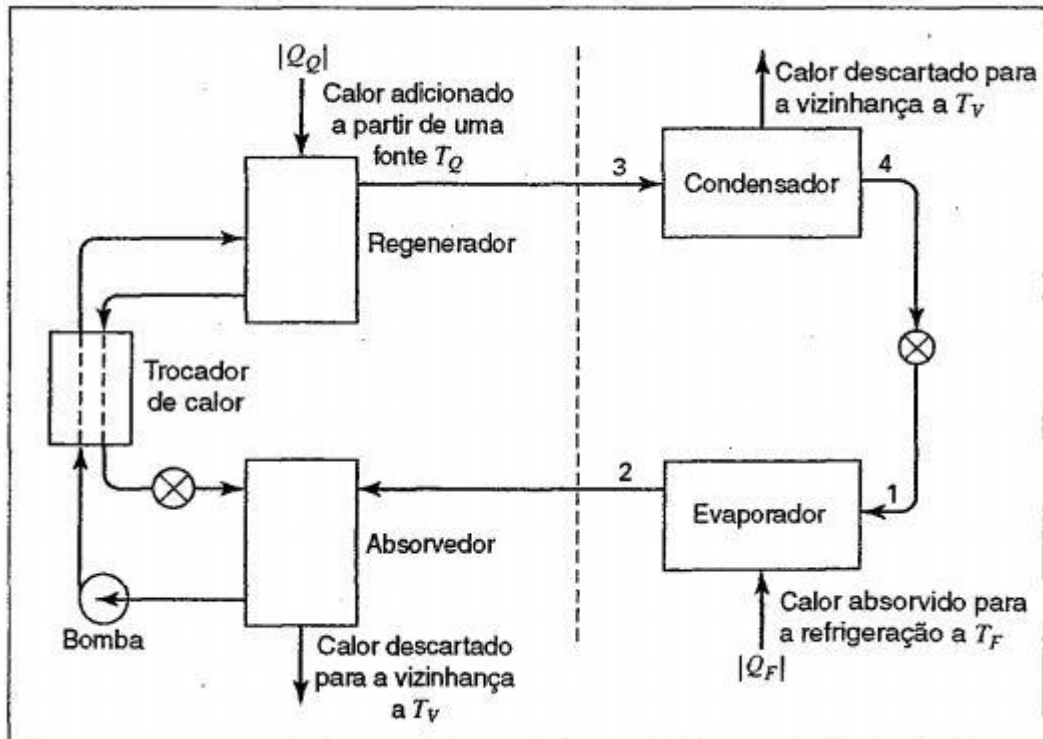 |Q_Q|
Calor adicionado
a partir de uma
fonte T_Q
Regenerador
Trocador
de calor
Bomba
Absorvedor
Calor descartado
para a vizinhança
a T_V
Calor descartado para
a vizinhança a T_V
3
Condensador
4
2
Evaporador
1
Calor absorvido para
a refrigeração a T_F
|Q_F|